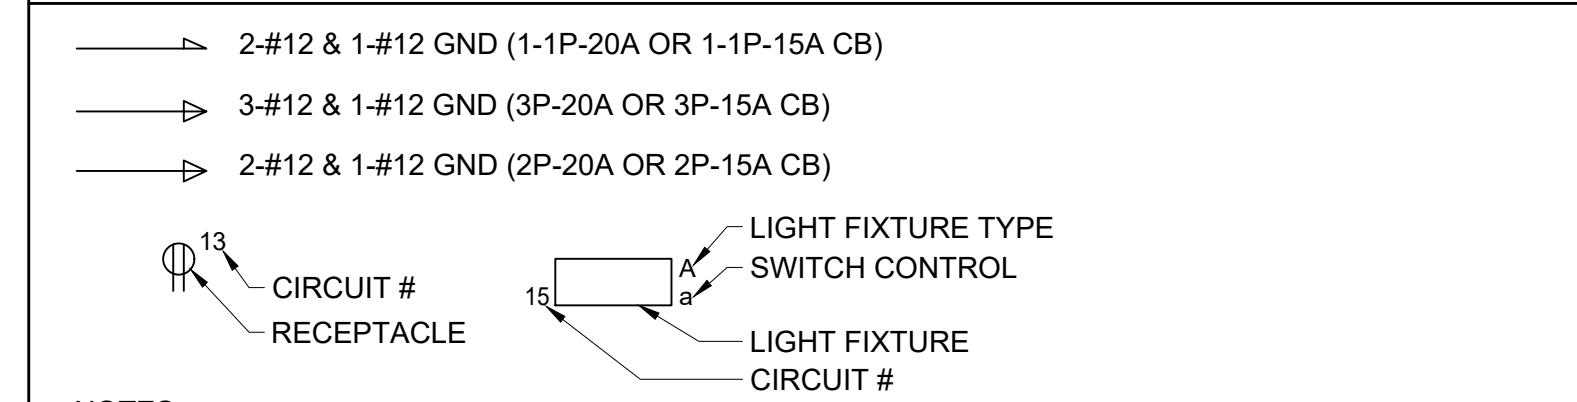 2-#12 & 1-#12 GND (1-1P-20A OR 1-1P-15A CB)
3-#12 & 1-#12 GND (3P-20A OR 3P-15A CB)
2-#12 & 1-#12 GND (2P-20A OR 2P-15A CB)
13
CIRCUIT #
RECEPTACLE
LIGHT FIXTURE TYPE
A
SWITCH CONTROL
15
a
LIGHT FIXTURE
CIRCUIT #